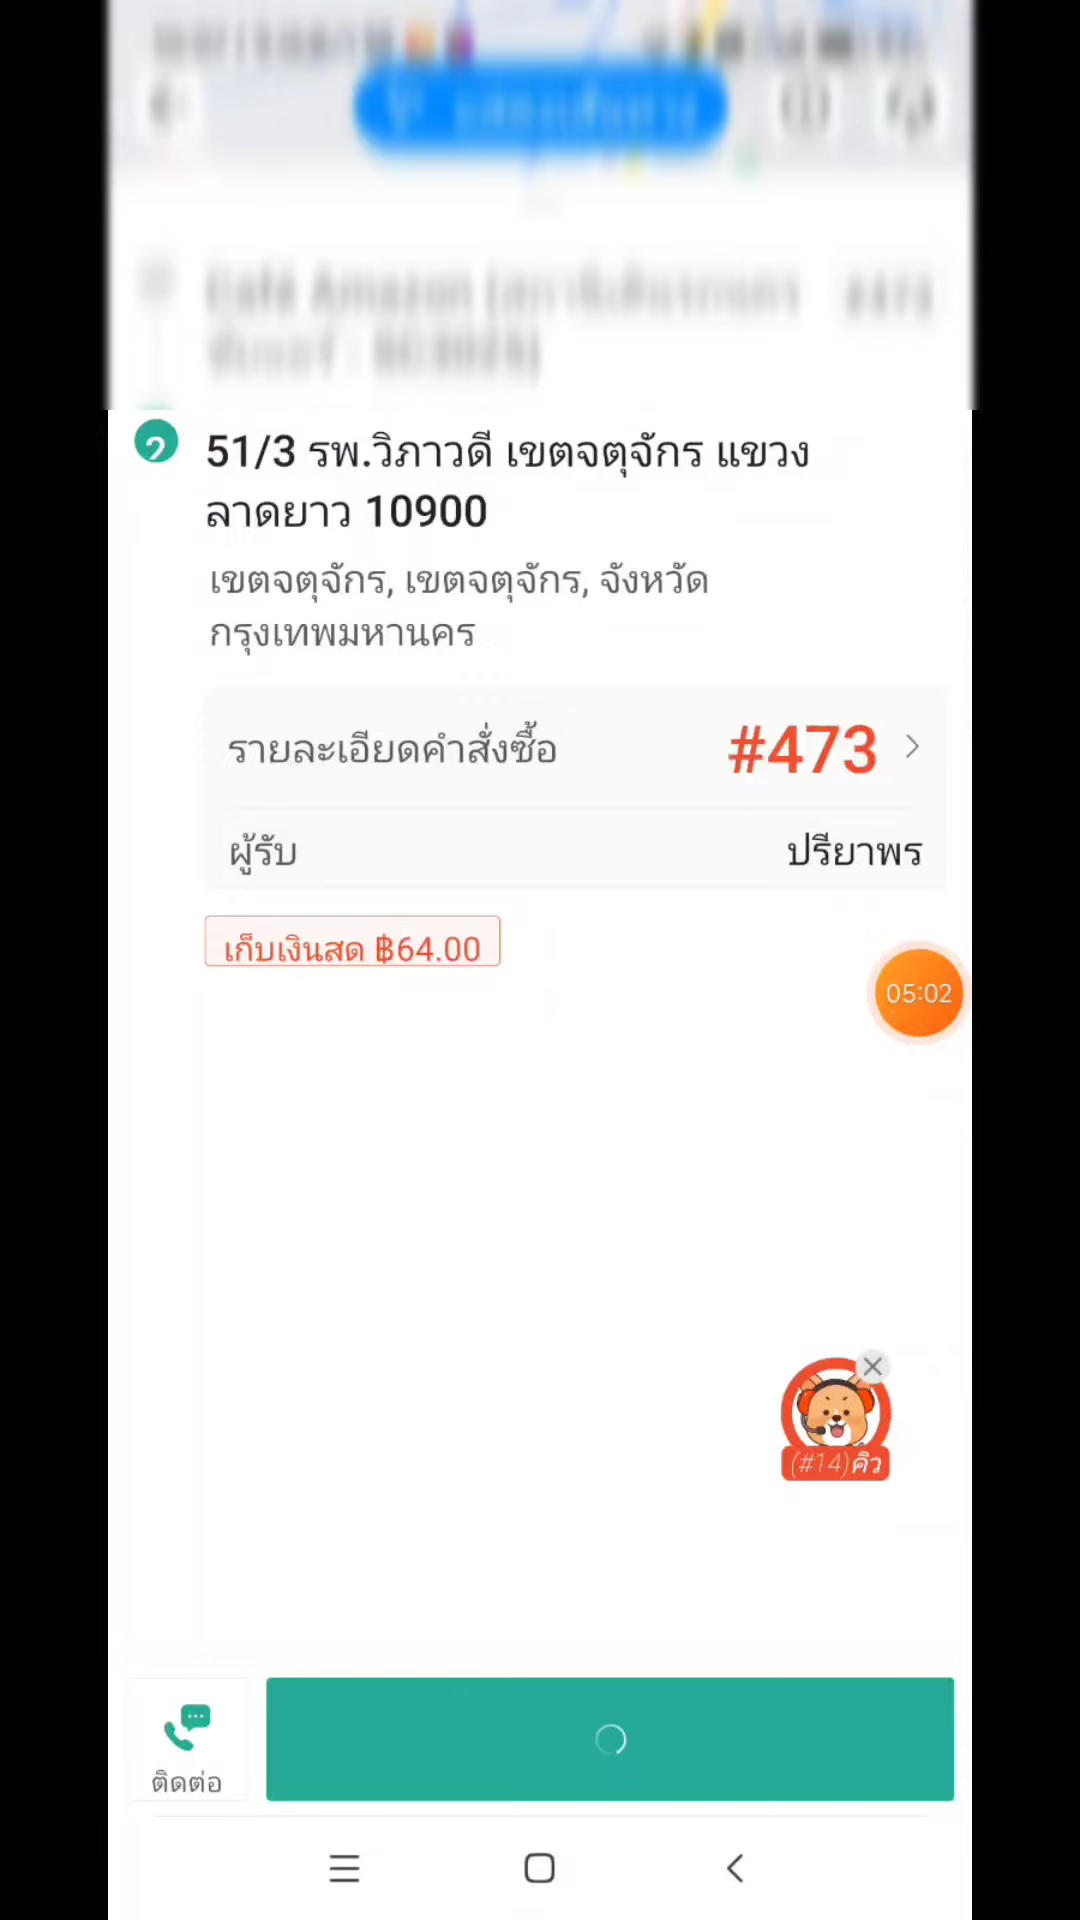 2
51/3 รพ.วิภาวดี เขตจตุจักร แขวง
ลาดยาว 10900
เขตจตุจักร, เขตจตุจักร, จังหวัด
กรุงเทพมหานคร
รายละเอียดคำสั่งซื้อ #473
ผู้รับ ปรียาพร
เก็บเงินสด ฿64.00
05:02
(#14)คิว
ติดต่อ